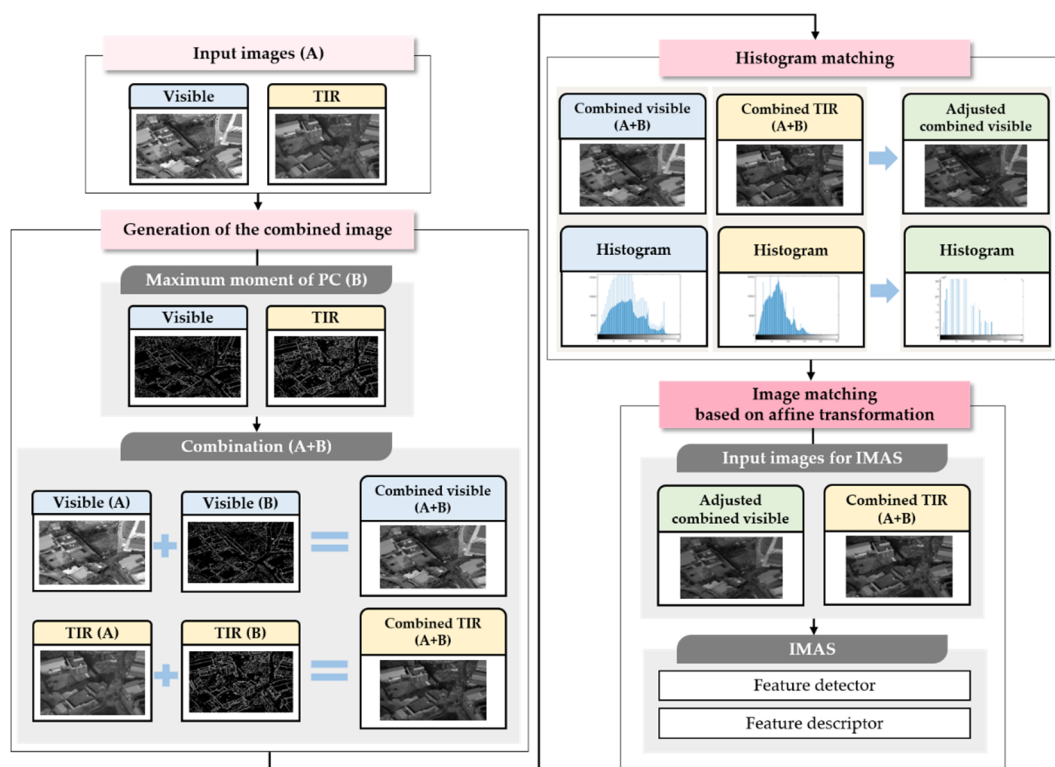 Input images (A)
Visible
TIR
Generation of the combined image
Maximum moment of PC (B)
Visible
TIR
Combination (A+B)
Visible (A)
Visible (B)
Combined visible
(A+B)
TIR (A)
TIR (B)
Combined TIR
(A+B)
Histogram matching
Combined visible
(A+B)
Combined TIR
(A+B)
Adjusted
combined visible
Histogram
Histogram
Histogram
Image matching
based on affine transformation
Input images for IMAS
Adjusted
combined visible
Combined TIR
(A+B)
IMAS
Feature detector
Feature descriptor